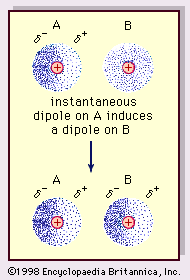 A B
δ⁻ δ⁺
+ +
instantaneous
dipole on A induces
a dipole on B
A B
δ⁻ δ⁺ δ⁻ δ⁺
+ +
©1998 Encyclopaedia Britannica, Inc.